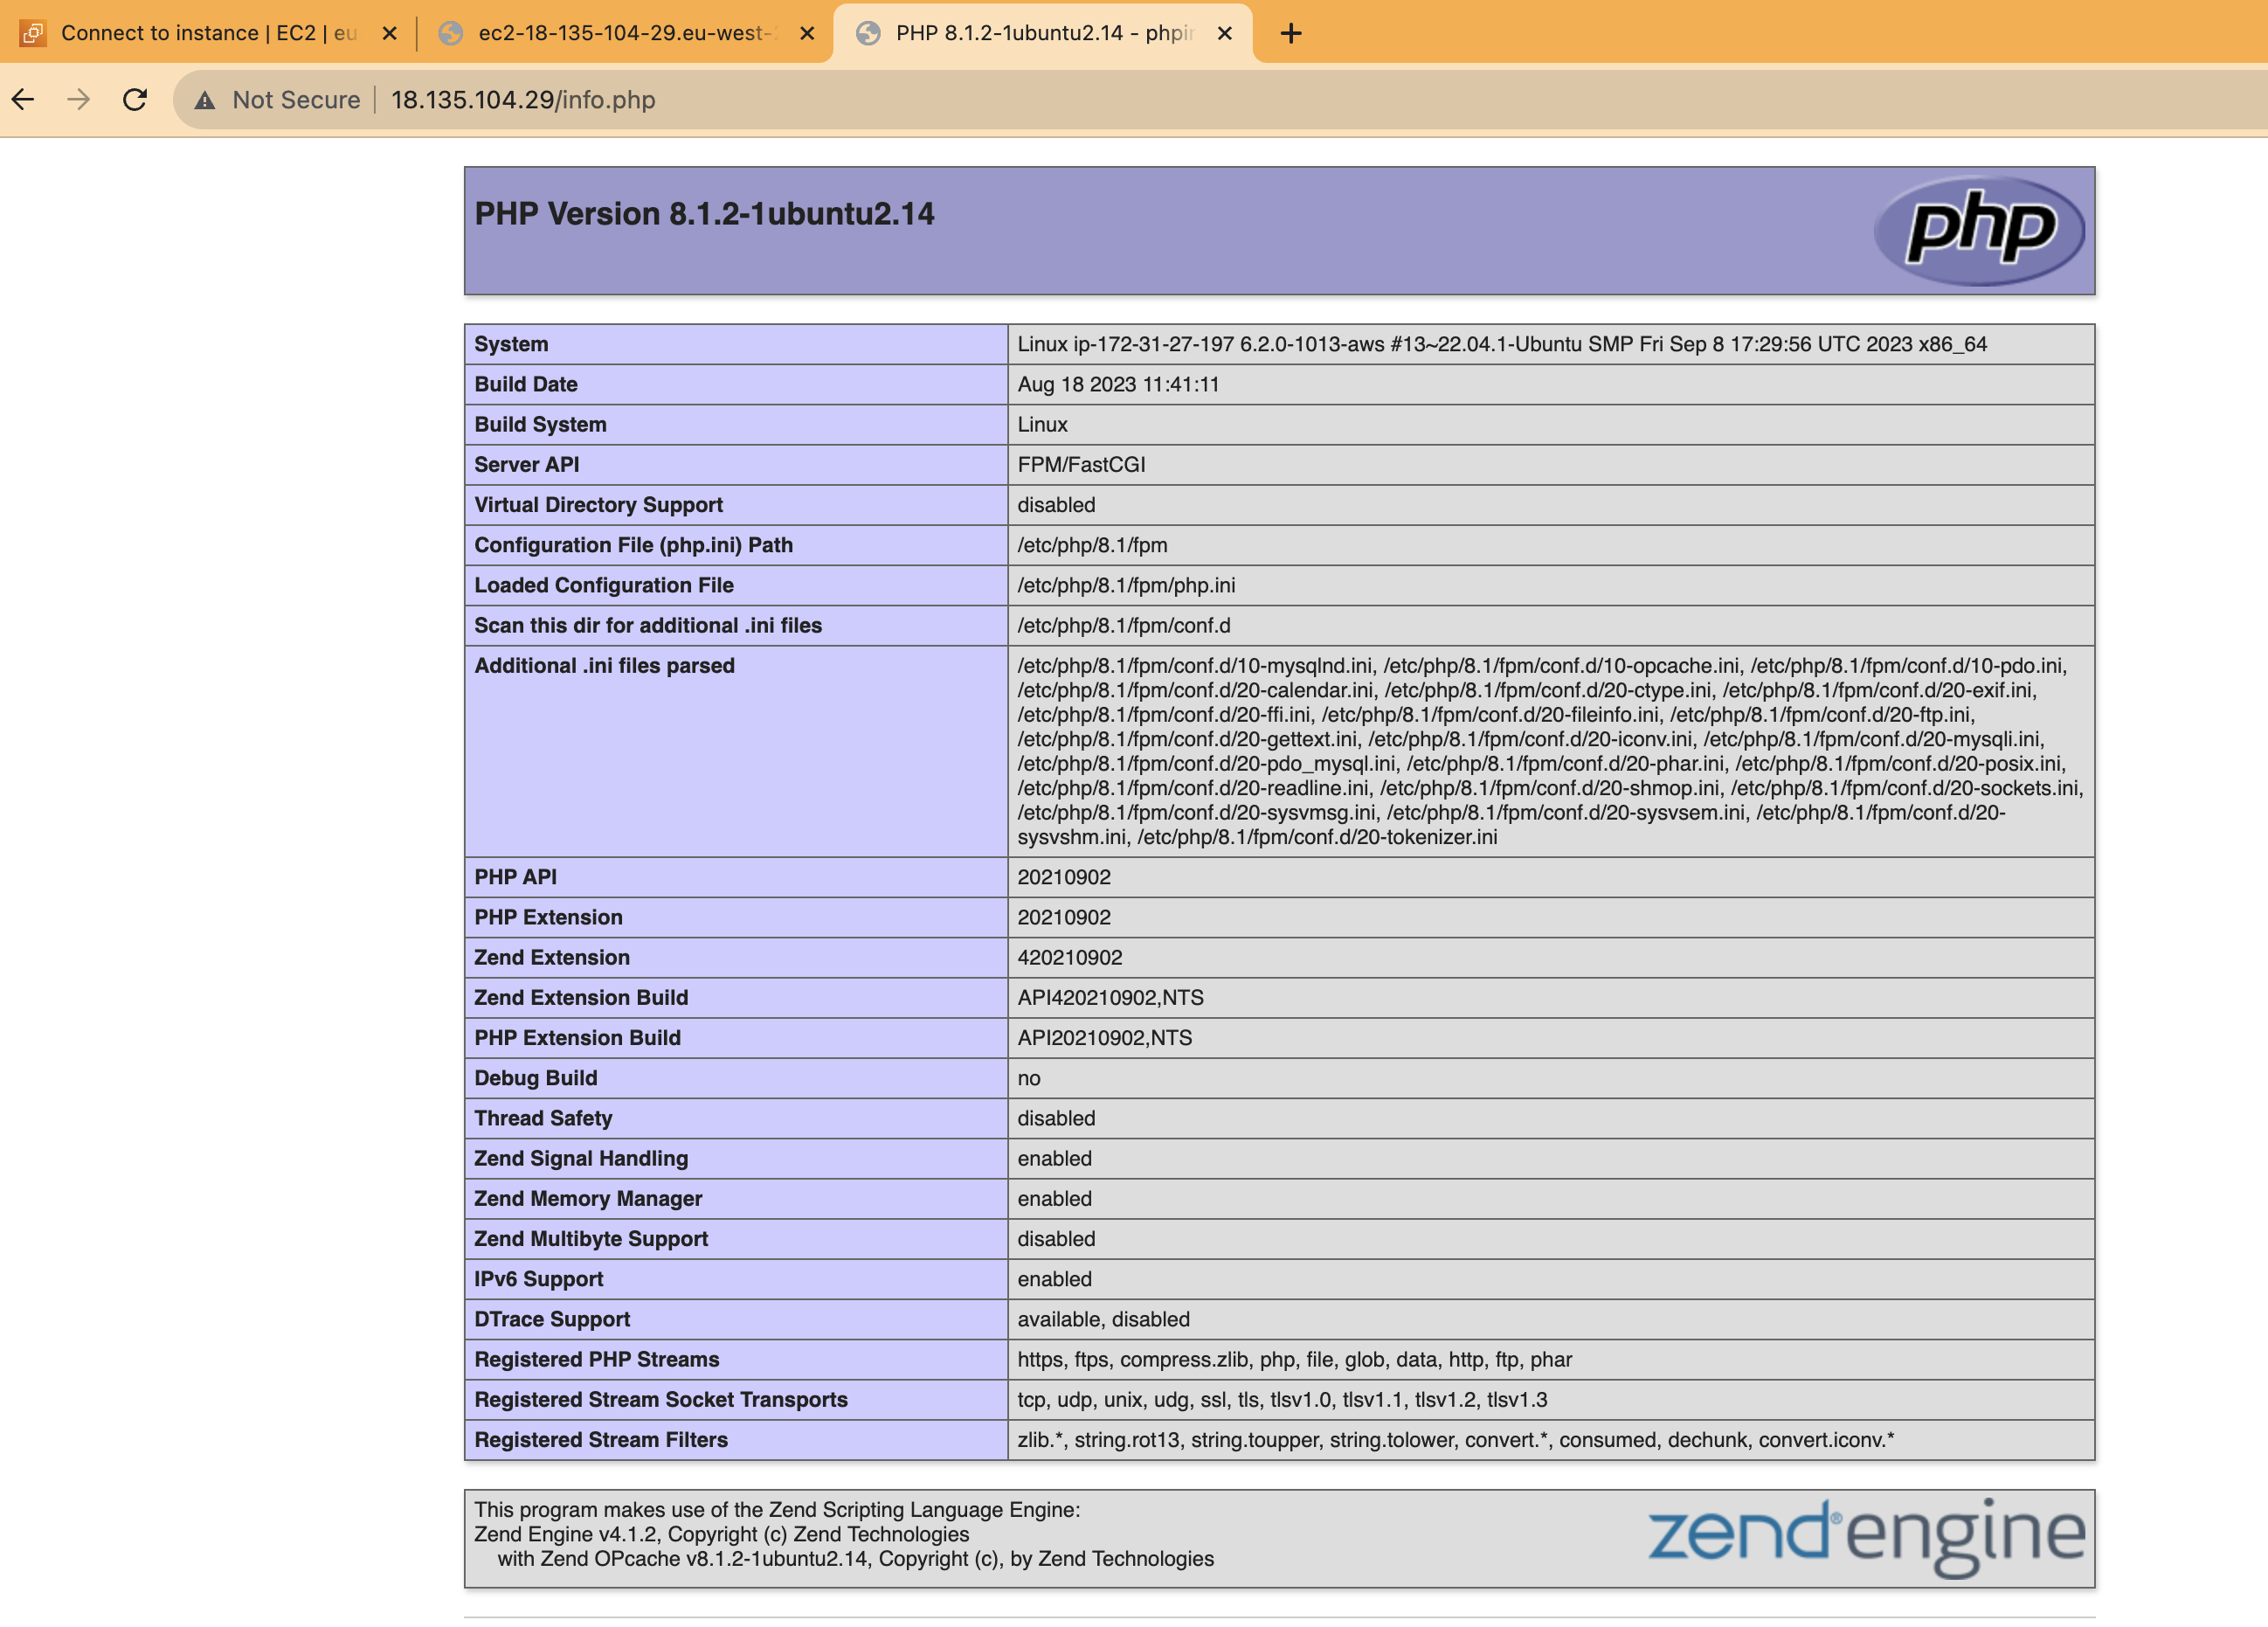 Connect to instance | EC2 | eu
ec2-18-135-104-29.eu-west-2
PHP 8.1.2-1ubuntu2.14 - phpin
Not Secure
18.135.104.29/info.php
PHP Version 8.1.2-1ubuntu2.14
php
System
Linux ip-172-31-27-197 6.2.0-1013-aws #13~22.04.1-Ubuntu SMP Fri Sep 8 17:29:56 UTC 2023 x86_64
Build Date
Aug 18 2023 11:41:11
Build System
Linux
Server API
FPM/FastCGI
Virtual Directory Support
disabled
Configuration File (php.ini) Path
/etc/php/8.1/fpm
Loaded Configuration File
/etc/php/8.1/fpm/php.ini
Scan this dir for additional .ini files
/etc/php/8.1/fpm/conf.d
Additional .ini files parsed
/etc/php/8.1/fpm/conf.d/10-mysqlnd.ini, /etc/php/8.1/fpm/conf.d/10-opcache.ini, /etc/php/8.1/fpm/conf.d/10-pdo.ini,
/etc/php/8.1/fpm/conf.d/20-calendar.ini, /etc/php/8.1/fpm/conf.d/20-ctype.ini, /etc/php/8.1/fpm/conf.d/20-exif.ini,
/etc/php/8.1/fpm/conf.d/20-ffi.ini, /etc/php/8.1/fpm/conf.d/20-fileinfo.ini, /etc/php/8.1/fpm/conf.d/20-ftp.ini,
/etc/php/8.1/fpm/conf.d/20-gettext.ini, /etc/php/8.1/fpm/conf.d/20-iconv.ini, /etc/php/8.1/fpm/conf.d/20-mysqli.ini,
/etc/php/8.1/fpm/conf.d/20-pdo_mysql.ini, /etc/php/8.1/fpm/conf.d/20-phar.ini, /etc/php/8.1/fpm/conf.d/20-posix.ini,
/etc/php/8.1/fpm/conf.d/20-readline.ini, /etc/php/8.1/fpm/conf.d/20-shmop.ini, /etc/php/8.1/fpm/conf.d/20-sockets.ini,
/etc/php/8.1/fpm/conf.d/20-sysvmsg.ini, /etc/php/8.1/fpm/conf.d/20-sysvsem.ini, /etc/php/8.1/fpm/conf.d/20-
sysvshm.ini, /etc/php/8.1/fpm/conf.d/20-tokenizer.ini
PHP API
20210902
PHP Extension
20210902
Zend Extension
420210902
Zend Extension Build
API420210902,NTS
PHP Extension Build
API20210902,NTS
Debug Build
no
Thread Safety
disabled
Zend Signal Handling
enabled
Zend Memory Manager
enabled
Zend Multibyte Support
disabled
IPv6 Support
enabled
DTrace Support
available, disabled
Registered PHP Streams
https, ftps, compress.zlib, php, file, glob, data, http, ftp, phar
Registered Stream Socket Transports
tcp, udp, unix, udg, ssl, tls, tlsv1.0, tlsv1.1, tlsv1.2, tlsv1.3
Registered Stream Filters
zlib.*, string.rot13, string.toupper, string.tolower, convert.*, consumed, dechunk, convert.iconv.*
This program makes use of the Zend Scripting Language Engine:
Zend Engine v4.1.2, Copyright (c) Zend Technologies
with Zend OPcache v8.1.2-1ubuntu2.14, Copyright (c), by Zend Technologies
zend® engine